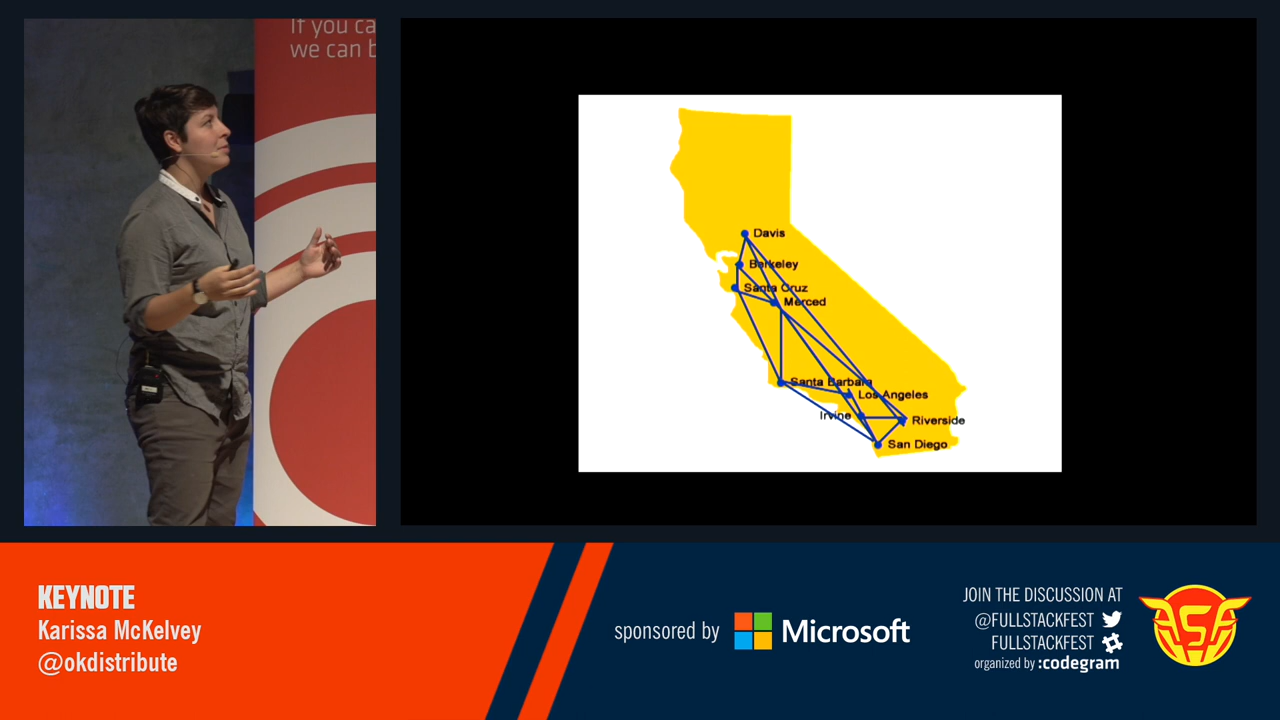 If you ca
we can b
Davis
Berkeley
Santa Cruz
Merced
Santa Barbara
Los Angeles
Irvine
Riverside
San Diego
KEYNOTE
Karissa McKelvey
@okdistribute
sponsored by Microsoft
JOIN THE DISCUSSION AT
@FULLSTACKFEST
FULLSTACKFEST
organized by :codegram
FSF